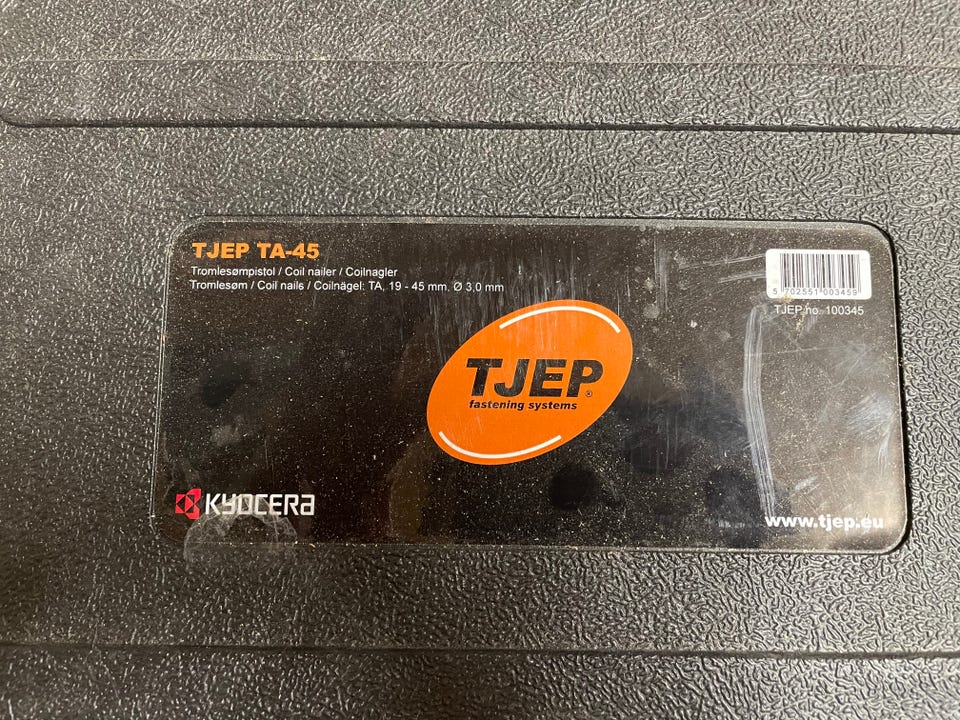 TJEP TA-45
Tromlesømpistol / Coil nailer / Coilnagler
Tromlesøm / Coil nails / Coilnägel: TA, 19 - 45 mm. Ø 3,0 mm
5 702551 003459
TJEP no. 100345
TJEP®
fastening systems
KYOCERA
www.tjep.eu